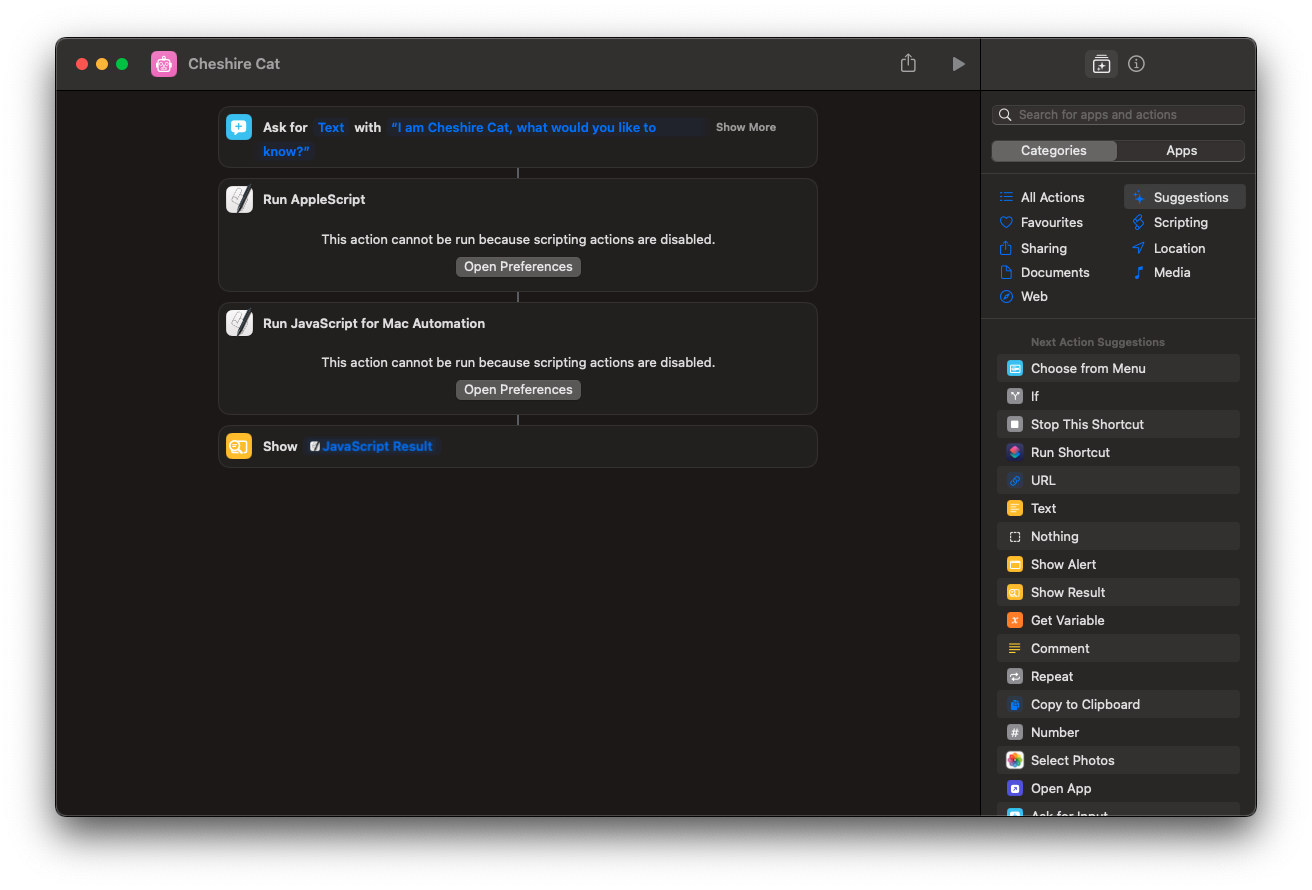 Cheshire Cat
Ask for Text with “I am Cheshire Cat, what would you like to
know?”
Show More
Run AppleScript
This action cannot be run because scripting actions are disabled.
Open Preferences
Run JavaScript for Mac Automation
This action cannot be run because scripting actions are disabled.
Open Preferences
Show JavaScript Result
Search for apps and actions
Categories Apps
All Actions Suggestions
Favourites Scripting
Sharing Location
Documents Media
Web
Next Action Suggestions
Choose from Menu
If
Stop This Shortcut
Run Shortcut
URL
Text
Nothing
Show Alert
Show Result
Get Variable
Comment
Repeat
Copy to Clipboard
Number
Select Photos
Open App
Ask for Input